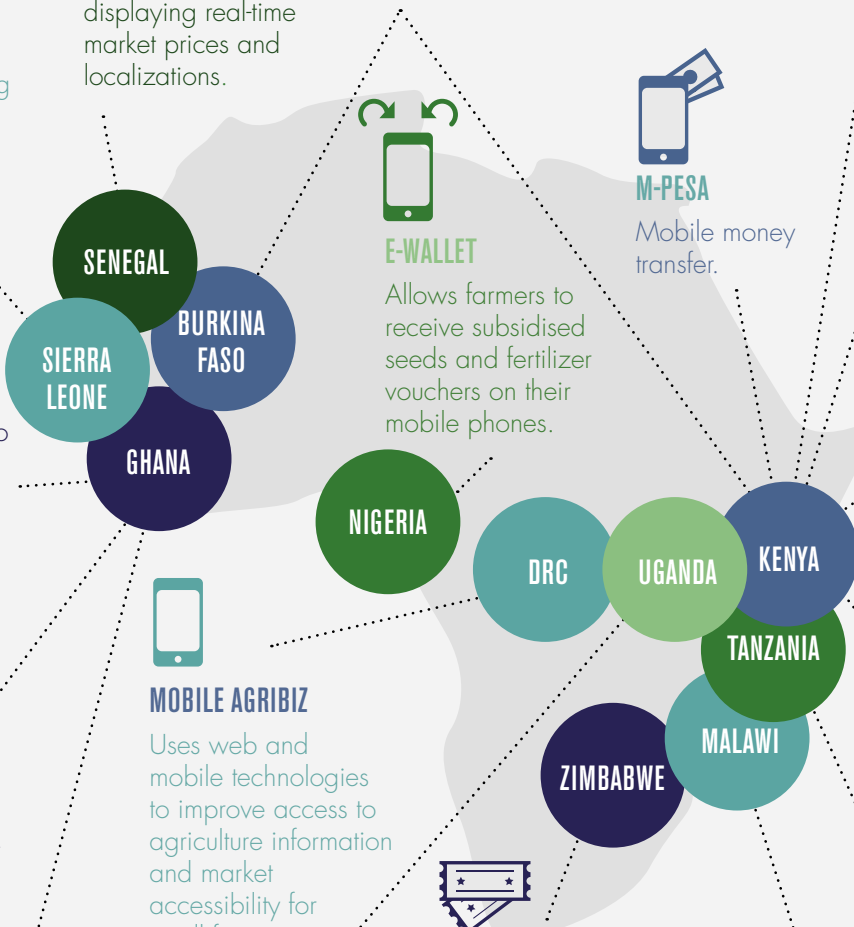 displaying real-time
market prices and
localizations.
g
M-PESA
Mobile money
transfer.
E-WALLET
Allows farmers to
receive subsidised
seeds and fertilizer
vouchers on their
mobile phones.
SENEGAL
BURKINA
FASO
SIERRA
LEONE
GHANA
NIGERIA
DRC
UGANDA
KENYA
TANZANIA
MALAWI
ZIMBABWE
MOBILE AGRIBIZ
Uses web and
mobile technologies
to improve access to
agriculture information
and market
accessibility for